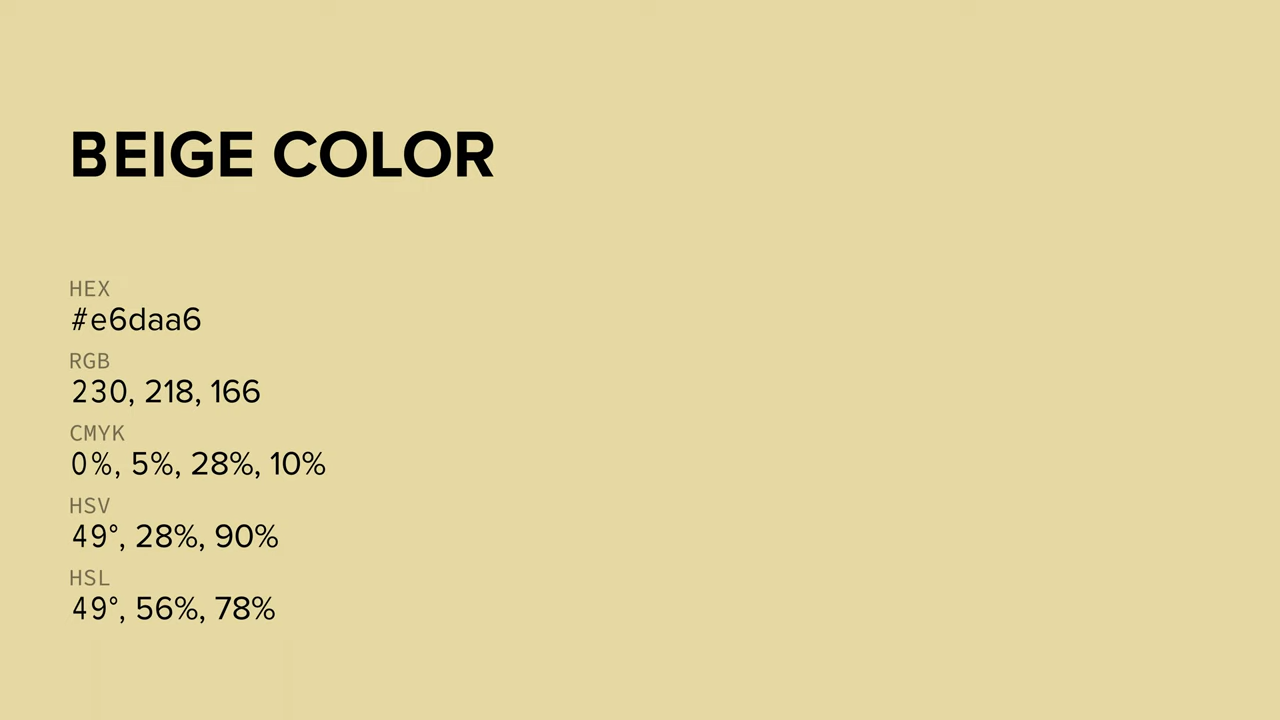 BEIGE COLOR
HEX
#e6daa6
RGB
230, 218, 166
CMYK
0%, 5%, 28%, 10%
HSV
49°, 28%, 90%
HSL
49°, 56%, 78%